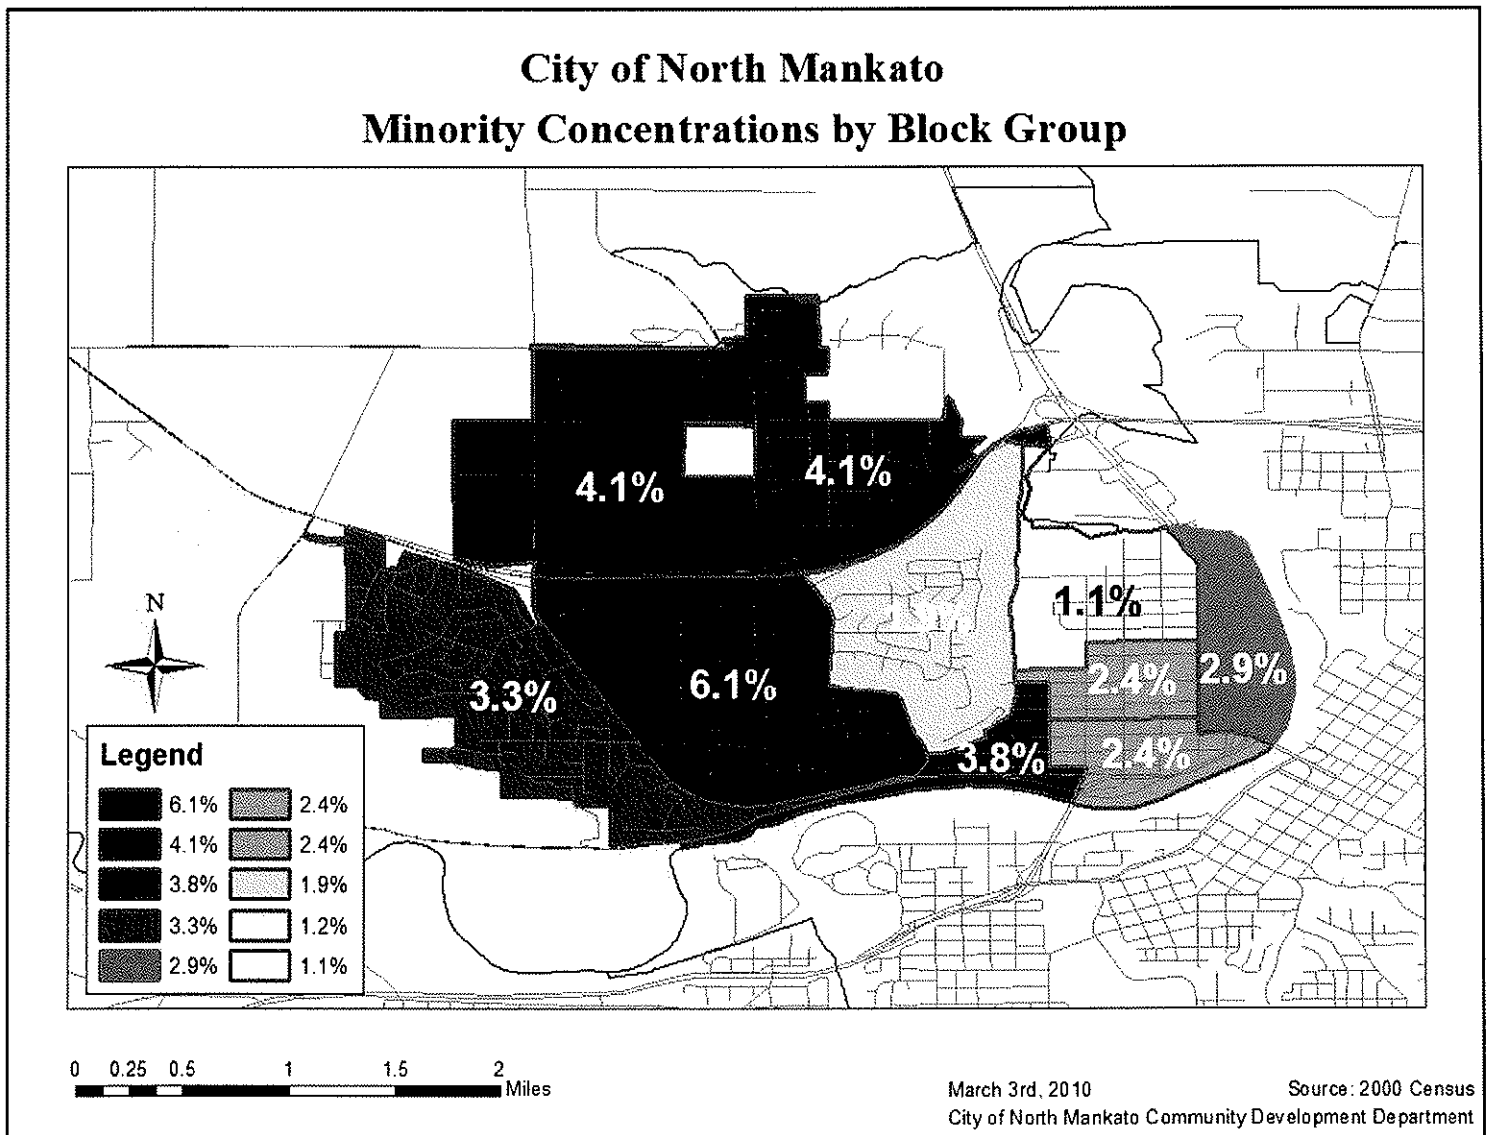 City of North Mankato
Minority Concentrations by Block Group
4.1%
4.1%
1.1%
N
3.3%
6.1%
2.4%
2.9%
3.8%
2.4%
Legend
6.1% 2.4%
4.1% 2.4%
3.8% 1.9%
3.3% 1.2%
2.9% 1.1%
0 0.25 0.5 1 1.5 2
Miles
March 3rd, 2010 Source: 2000 Census
City of North Mankato Community Development Department